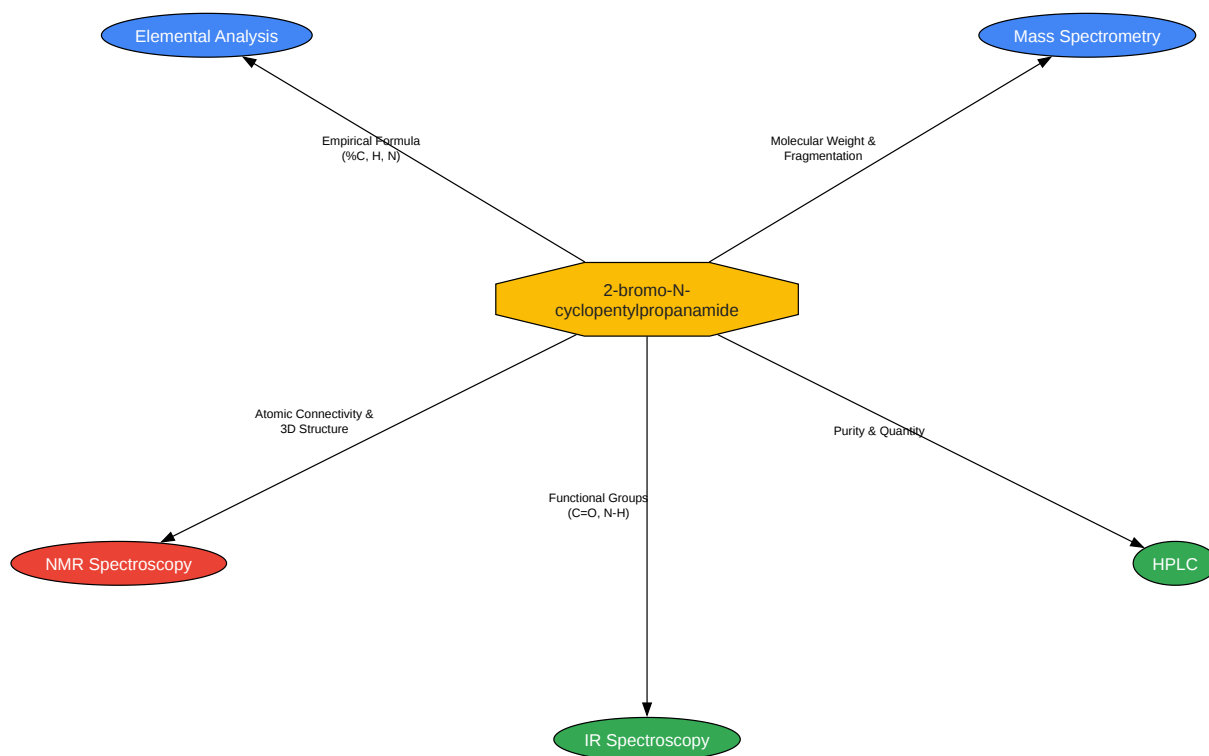 Elemental Analysis
Mass Spectrometry
Empirical Formula
(%C, H, N)
Molecular Weight &
Fragmentation
2-bromo-N-
cyclopentylpropanamide
Atomic Connectivity &
3D Structure
Purity & Quantity
Functional Groups
(C=O, N-H)
NMR Spectroscopy
HPLC
IR Spectroscopy